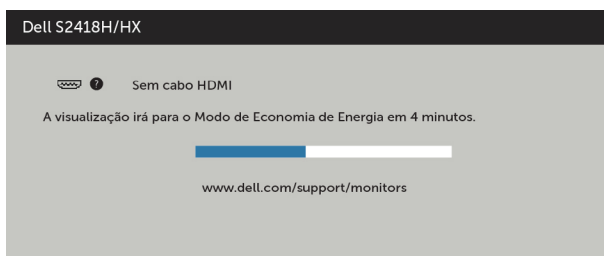 Dell S2418H/HX
? Sem cabo HDMI
A visualização irá para o Modo de Economia de Energia em 4 minutos.
www.dell.com/support/monitors